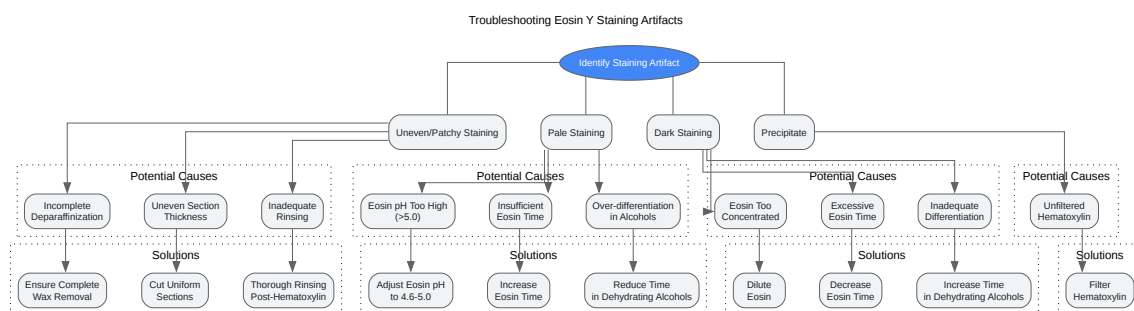 Troubleshooting Eosin Y Staining Artifacts
Identify Staining Artifact
Uneven/Patchy Staining
Pale Staining
Dark Staining
Precipitate
Potential Causes
Potential Causes
Potential Causes
Potential Causes
Incomplete
Deparaffinization
Uneven Section
Thickness
Inadequate
Rinsing
Eosin pH Too High
(>5.0)
Insufficient
Eosin Time
Over-differentiation
in Alcohols
Eosin Too
Concentrated
Excessive
Eosin Time
Inadequate
Differentiation
Unfiltered
Hematoxylin
Solutions
Solutions
Solutions
Solutions
Ensure Complete
Wax Removal
Cut Uniform
Sections
Thorough Rinsing
Post-Hematoxylin
Adjust Eosin pH
to 4.6-5.0
Increase
Eosin Time
Reduce Time
in Dehydrating Alcohols
Dilute
Eosin
Decrease
Eosin Time
Increase Time
in Dehydrating Alcohols
Filter
Hematoxylin